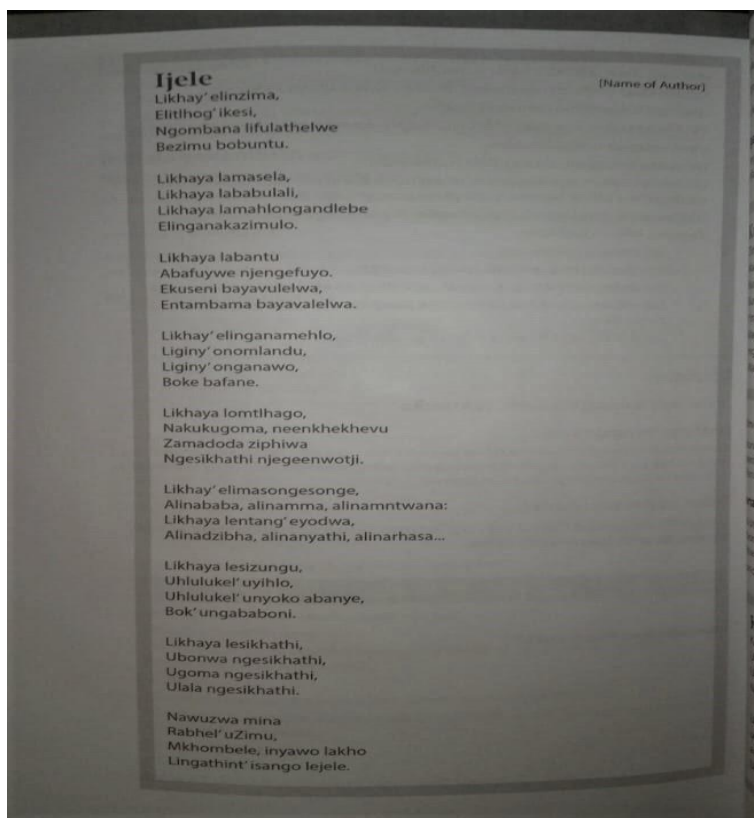 Ijele
[Name of Author]
Likhay' elinzima,
Elitlhog' ikesi,
Ngombana lifulathelwe
Bezimu bobuntu.
Likhaya lamasela,
Likhaya lababulali,
Likhaya lamahlongandlebe
Elinganakazimulo.
Likhaya labantu
Abafuywe njengefuyo.
Ekuseni bayavulelwa,
Entambama bayavalelwa.
Likhay' elinganamehlo,
Liginy' onomlandu,
Liginy' onganawo,
Boke bafane.
Likhaya lomtlhago,
Nakukugoma, neenkhekhevu
Zamadoda ziphiwa
Ngesikhathi njegeenwotji.
Likhay' elimasongesonge,
Alinababa, alinamma, alinamntwana:
Likhaya lentang' eyodwa,
Alinadzibha, alinanyathi, alinarhasa...
Likhaya lesizungu,
Uhlulukel' uyihlo,
Uhlulukel' unyoko abanye,
Bok' ungababoni.
Likhaya lesikhathi,
Ubonwa ngesikhathi,
Ugoma ngesikhathi,
Ulala ngesikhathi.
Nawuzwa mina
Rabhel' uZimu,
Mkhombele, inyawo lakho
Lingathint' isango lejele.